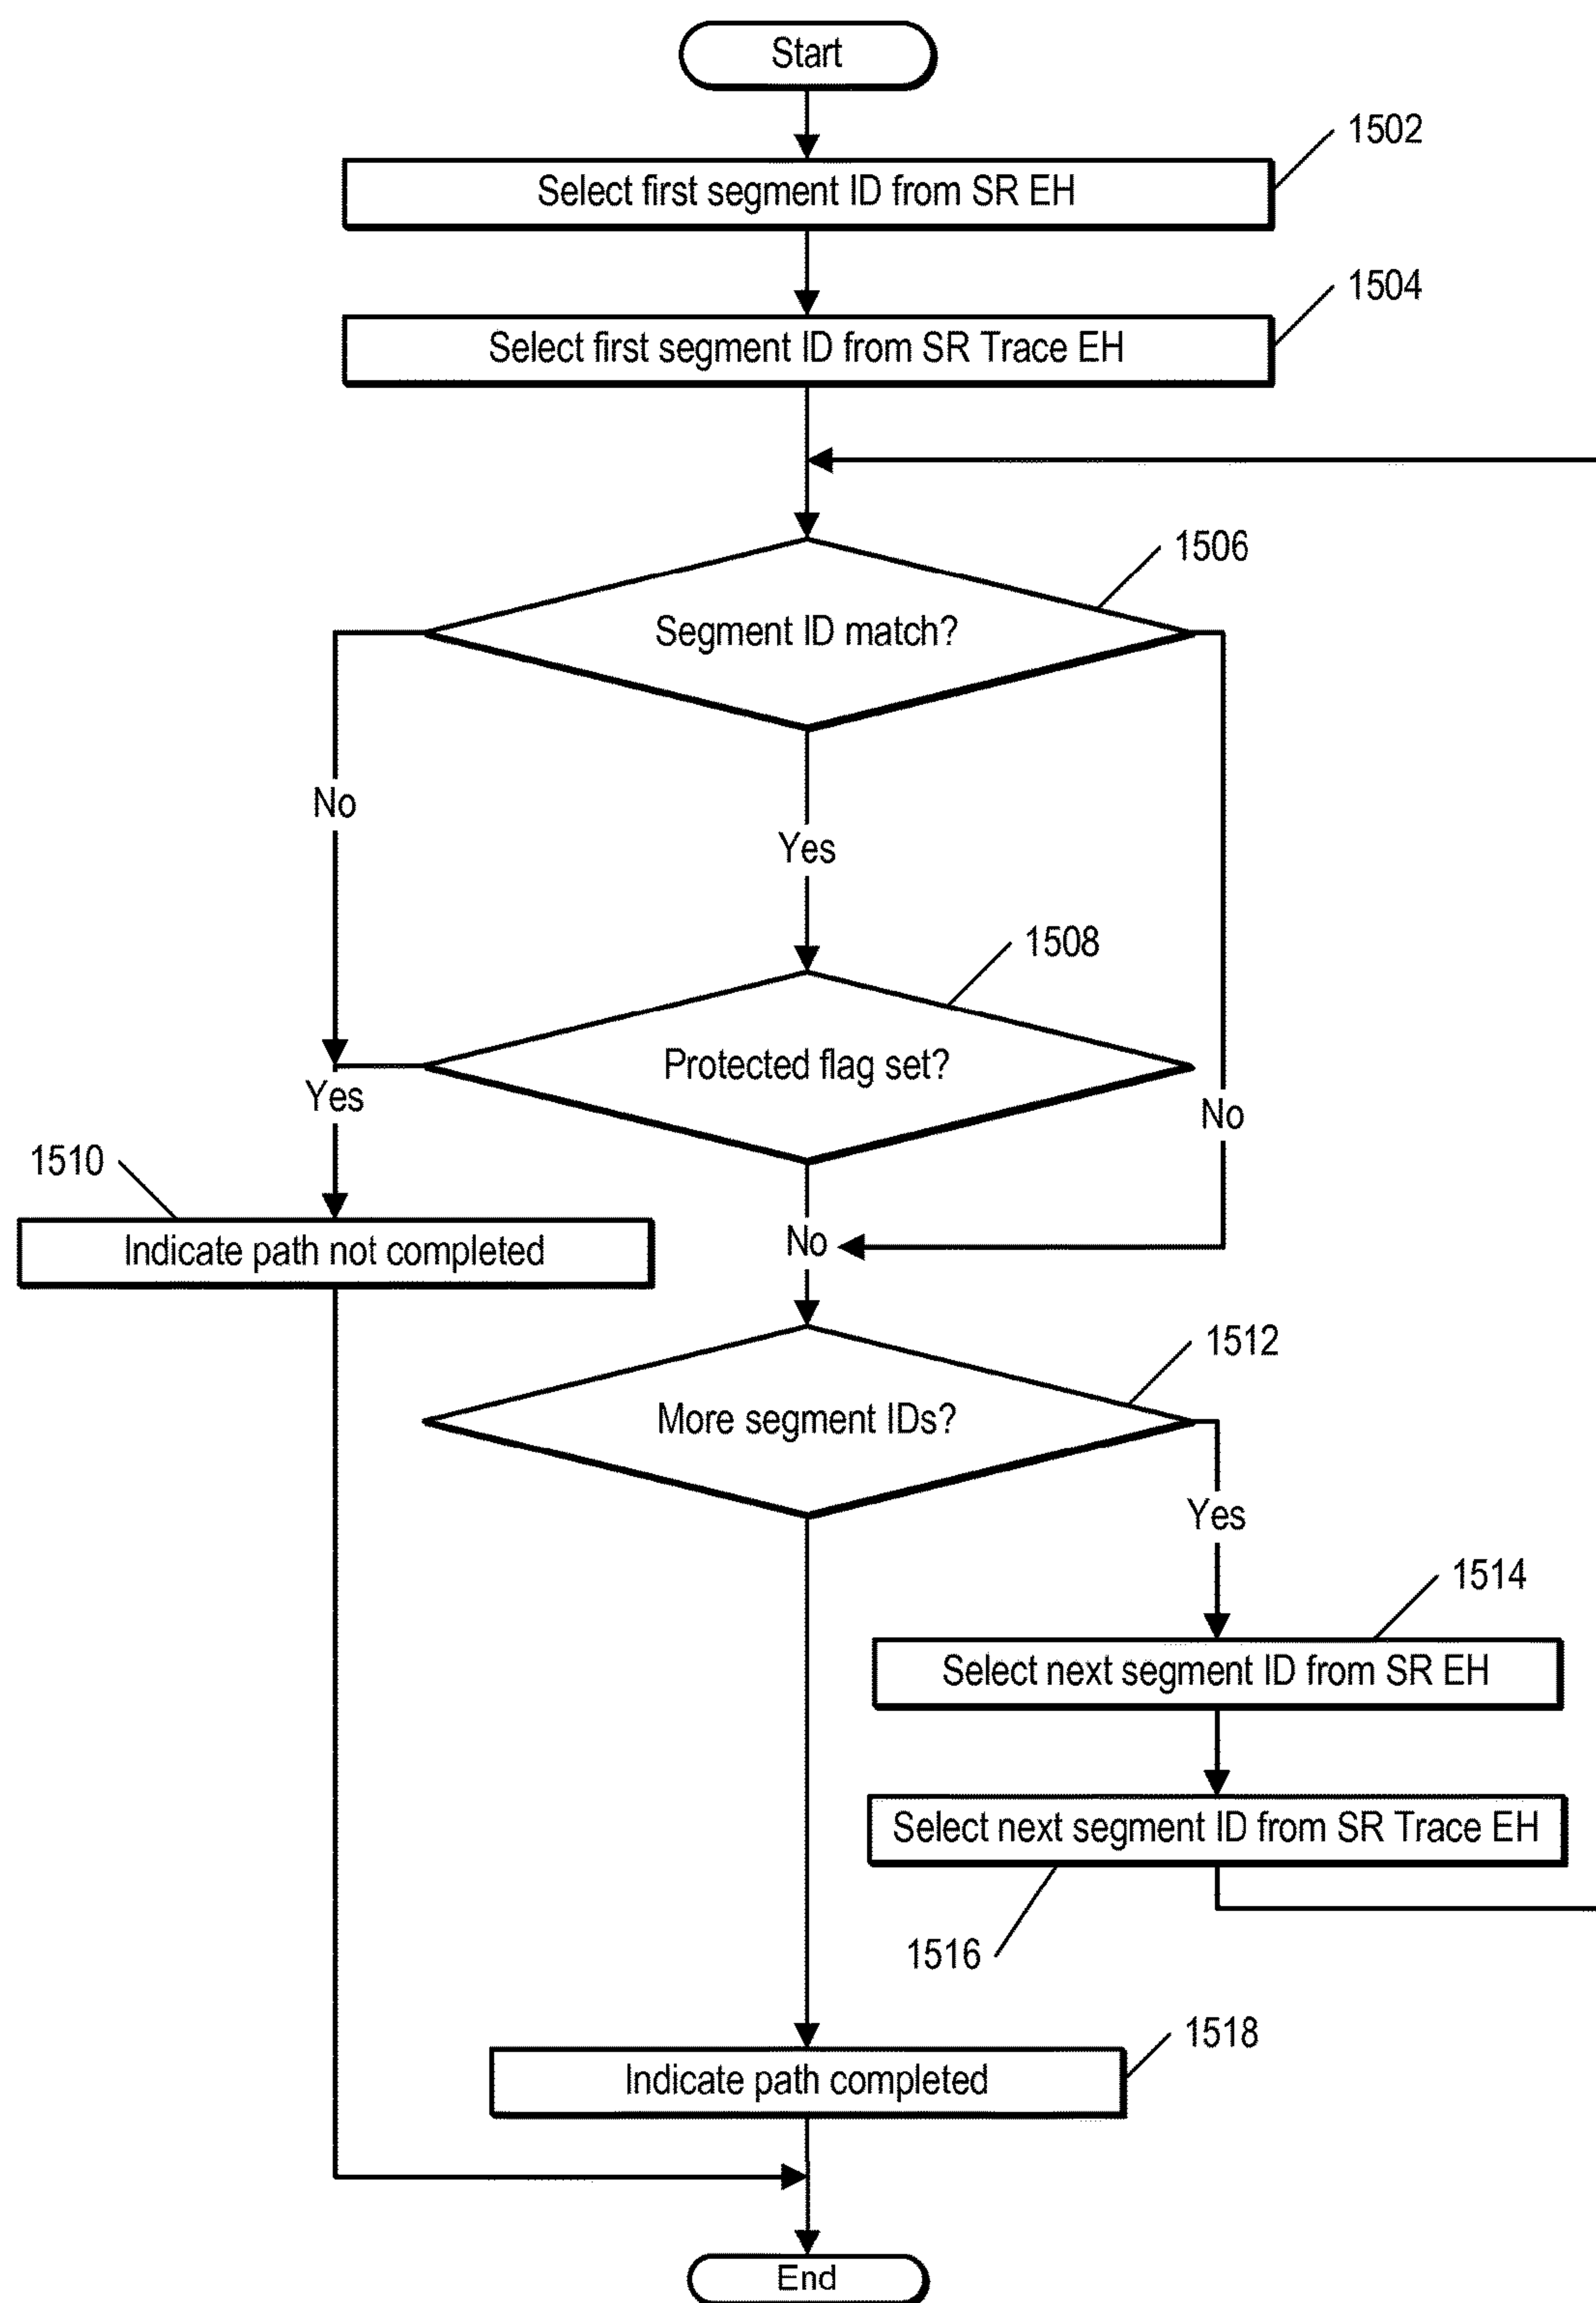 Start
1502
Select first segment ID from SR EH
1504
Select first segment ID from SR Trace EH
1506
Segment ID match?
No
Yes
1508
Protected flag set?
Yes
No
1510
Indicate path not completed
No
1512
More segment IDs?
Yes
1514
Select next segment ID from SR EH
Select next segment ID from SR Trace EH
1516
1518
Indicate path completed
End